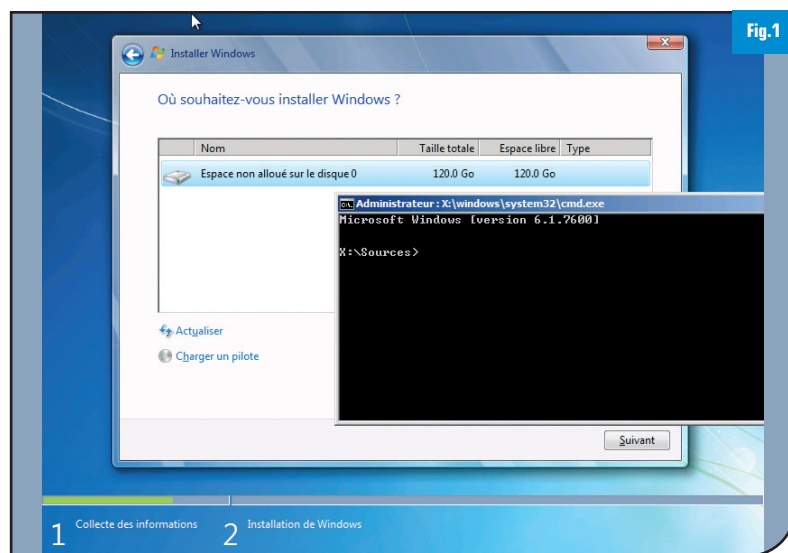 Fig.1
Installer Windows
Où souhaitez-vous installer Windows ?
Nom Taille totale Espace libre Type
Espace non alloué sur le disque 0 120.0 Go 120.0 Go
Administrateur : X:\windows\system32\cmd.exe
Microsoft Windows [version 6.1.7600]
X:\Sources>
Actualiser
Charger un pilote
Suivant
1 Collecte des informations 2 Installation de Windows